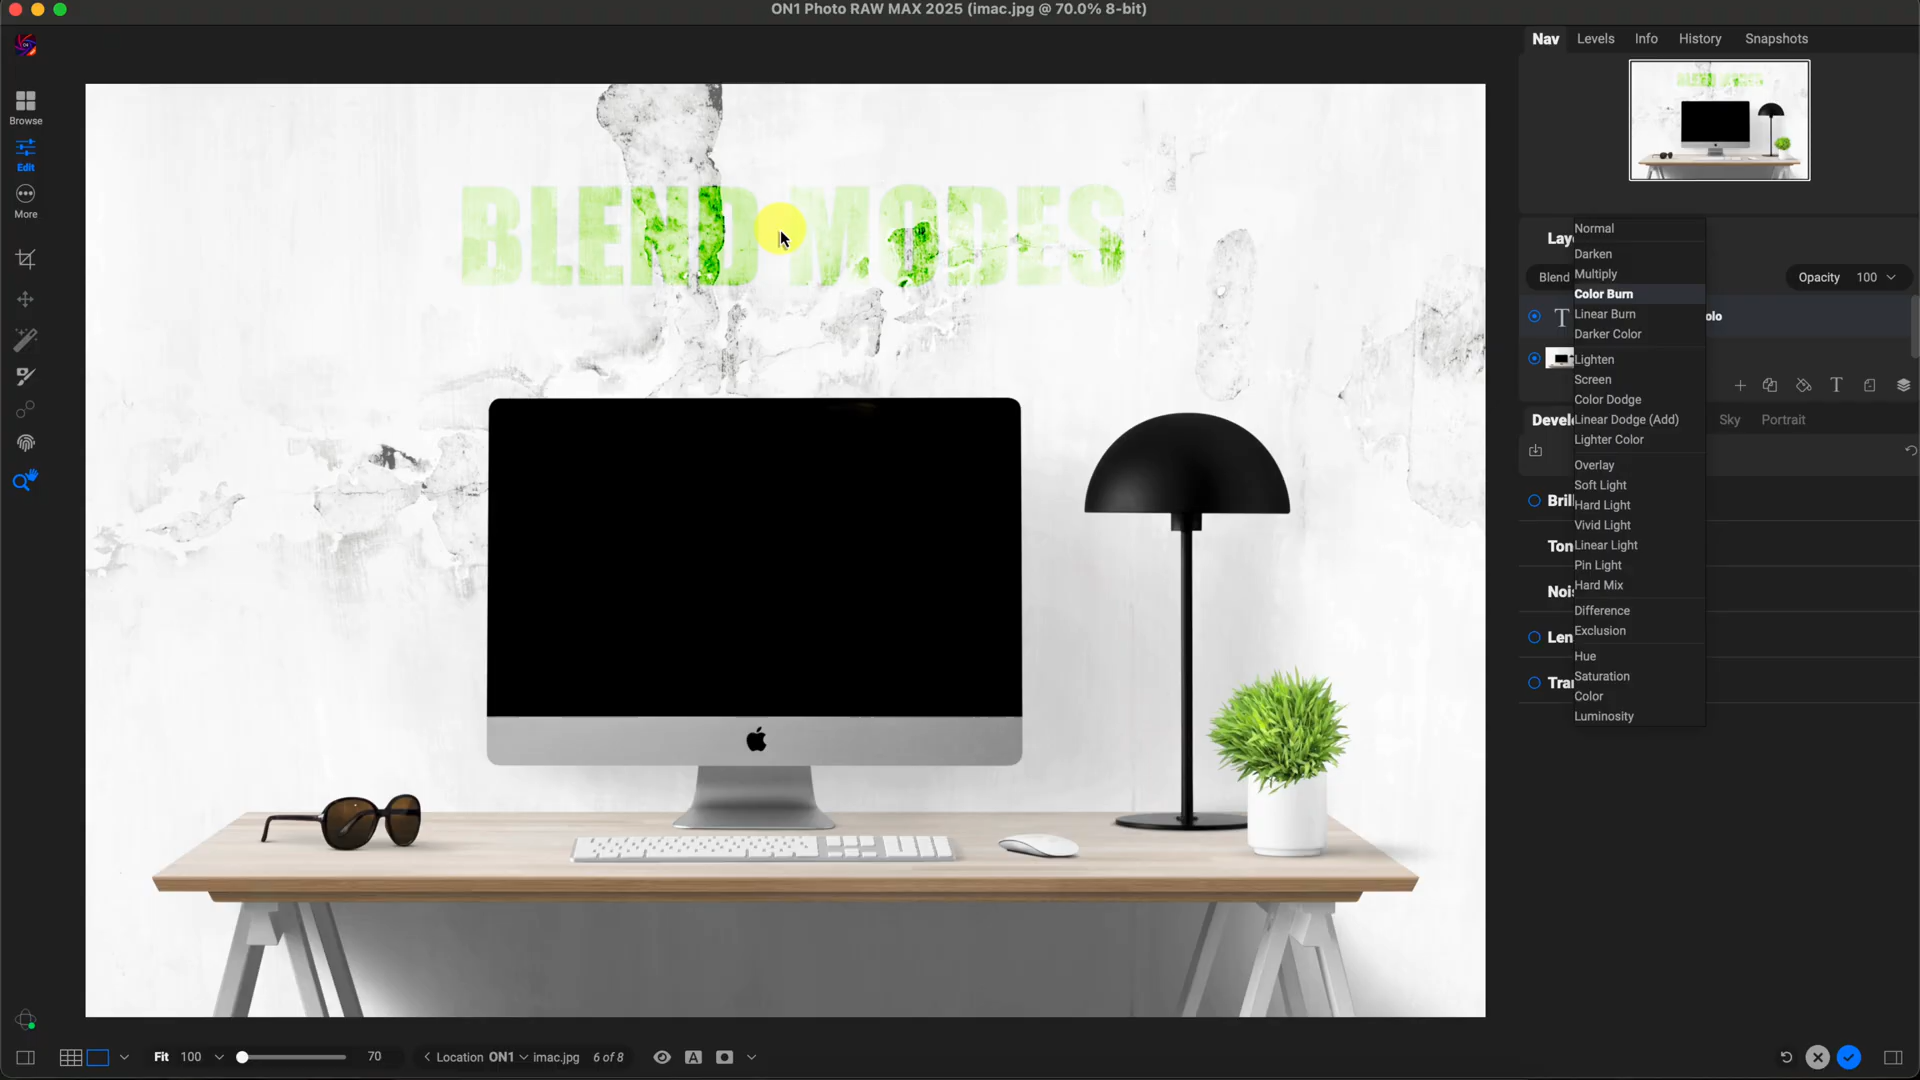 ON1 Photo RAW MAX 2025 (imac.jpg @ 70.0% 8-bit)
Nav Levels Info History Snapshots
Browse
Edit
More
BLEND MODES
Lay
Blend
Opacity 100
T
olo
Normal
Darken
Multiply
Color Burn
Linear Burn
Darker Color
Lighten
Screen
Color Dodge
Linear Dodge (Add)
Lighter Color
Overlay
Soft Light
Hard Light
Vivid Light
Linear Light
Pin Light
Hard Mix
Difference
Exclusion
Hue
Saturation
Color
Luminosity
T
Devel
Sky Portrait
Bril
Ton
Noi
Len
Tra
Fit 100 70 Location ON1 imac.jpg 6 of 8 A